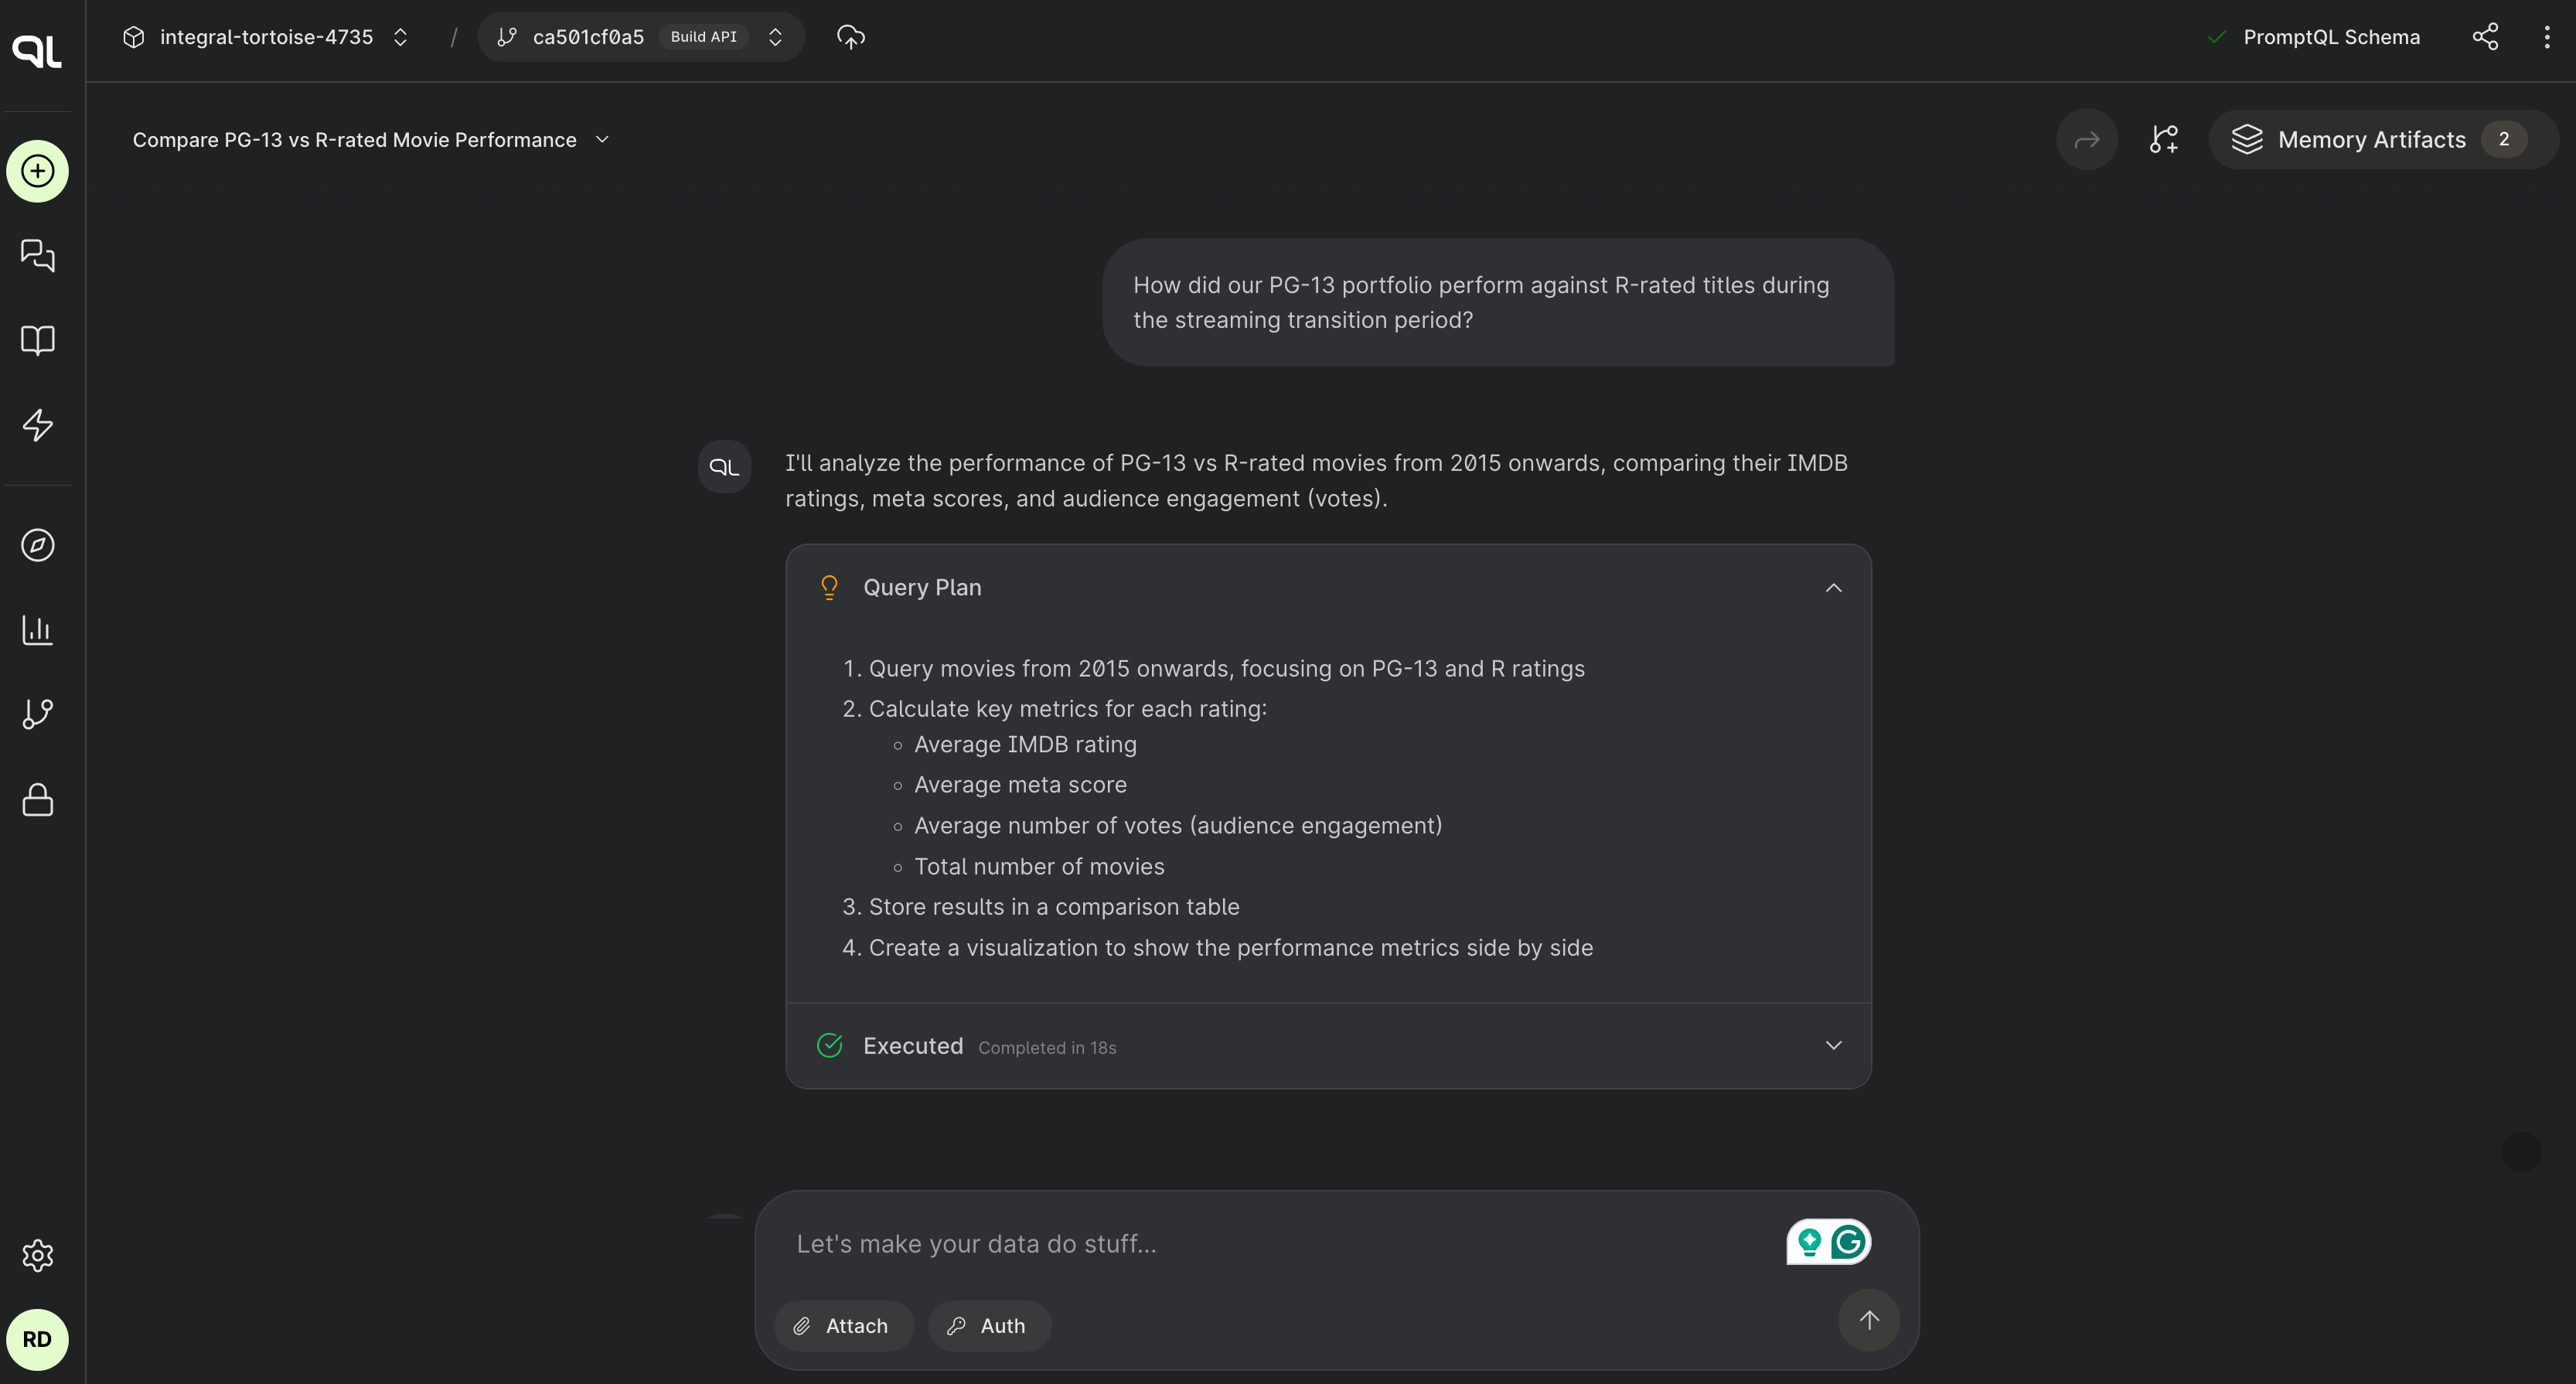 QL
integral-tortoise-4735
/
ca501cf0a5 Build API
PromptQL Schema
Compare PG-13 vs R-rated Movie Performance
Memory Artifacts 2
How did our PG-13 portfolio perform against R-rated titles during
the streaming transition period?
QL
I'll analyze the performance of PG-13 vs R-rated movies from 2015 onwards, comparing their IMDB
ratings, meta scores, and audience engagement (votes).
Query Plan
1. Query movies from 2015 onwards, focusing on PG-13 and R ratings
2. Calculate key metrics for each rating:
◦ Average IMDB rating
◦ Average meta score
◦ Average number of votes (audience engagement)
◦ Total number of movies
3. Store results in a comparison table
4. Create a visualization to show the performance metrics side by side
Executed Completed in 18s
Let's make your data do stuff...
G
Attach
Auth
RD